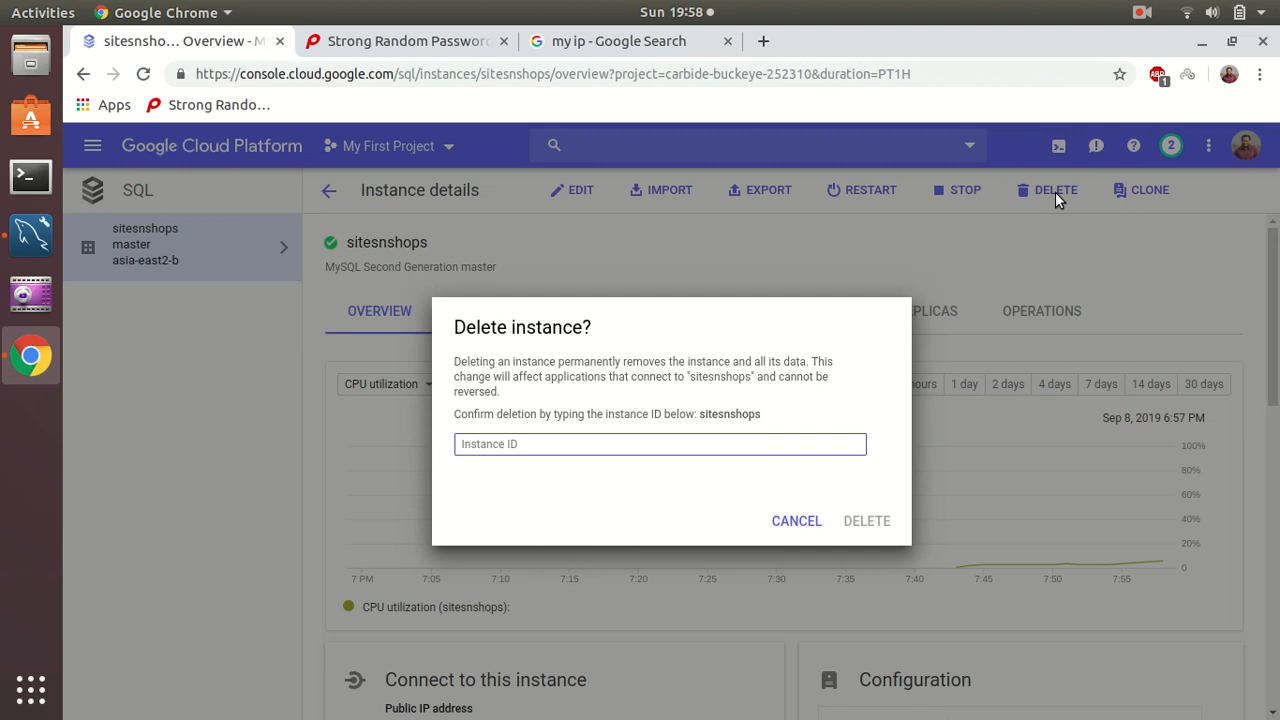 Activities Google Chrome Sun 19:58
sitesnsho… Overview - M Strong Random Password my ip - Google Search
https://console.cloud.google.com/sql/instances/sitesnshops/overview?project=carbide-buckeye-252310&duration=PT1H 1
Apps Strong Rando…
Google Cloud Platform My First Project 2
SQL Instance details EDIT IMPORT EXPORT RESTART STOP DELETE CLONE
sitesnshops
master
asia-east2-b
sitesnshops
MySQL Second Generation master
OVERVIEW PLICAS OPERATIONS
Delete instance?
Deleting an instance permanently removes the instance and all its data. This
change will affect applications that connect to "sitesnshops" and cannot be
reversed.
Confirm deletion by typing the instance ID below: sitesnshops
Instance ID
CANCEL DELETE
CPU utilization hours 1 day 2 days 4 days 7 days 14 days 30 days
Sep 8, 2019 6:57 PM
100%
80%
60%
40%
20%
0
7 PM 7:05 7:10 7:15 7:20 7:25 7:30 7:35 7:40 7:45 7:50 7:55
CPU utilization (sitesnshops):
Connect to this instance Configuration
Public IP address